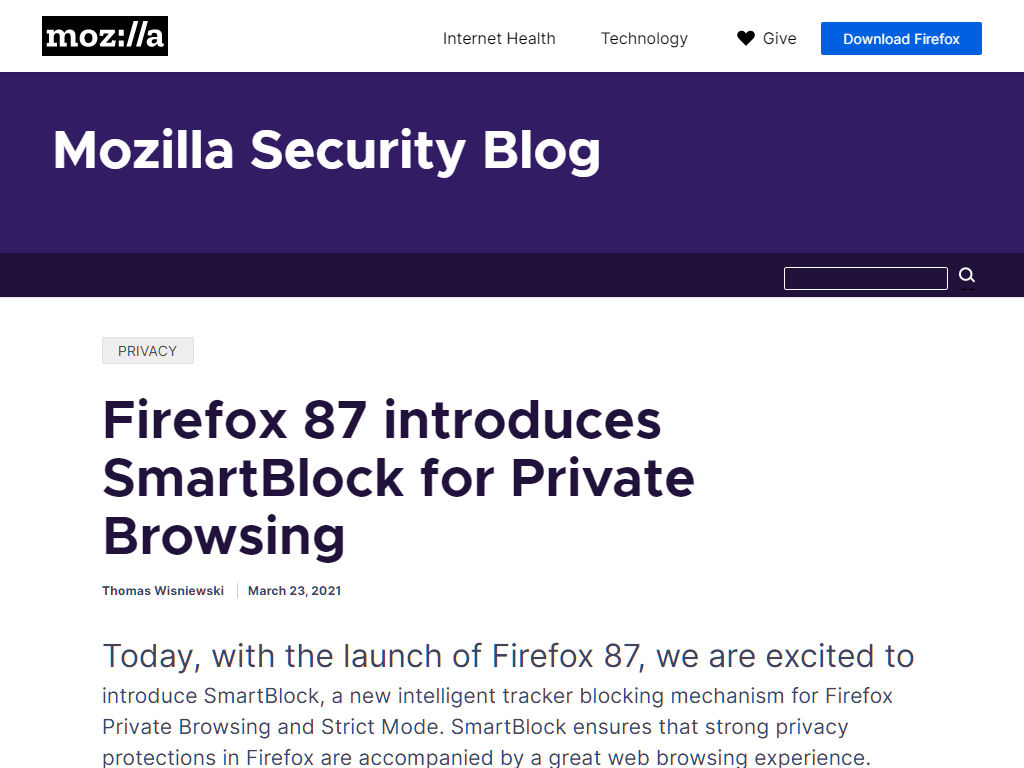 moz://a
Internet Health
Technology
Give
Download Firefox
Mozilla Security Blog
PRIVACY
Firefox 87 introduces
SmartBlock for Private
Browsing
Thomas Wisniewski
March 23, 2021
Today, with the launch of Firefox 87, we are excited to
introduce SmartBlock, a new intelligent tracker blocking mechanism for Firefox
Private Browsing and Strict Mode. SmartBlock ensures that strong privacy
protections in Firefox are accompanied by a great web browsing experience.